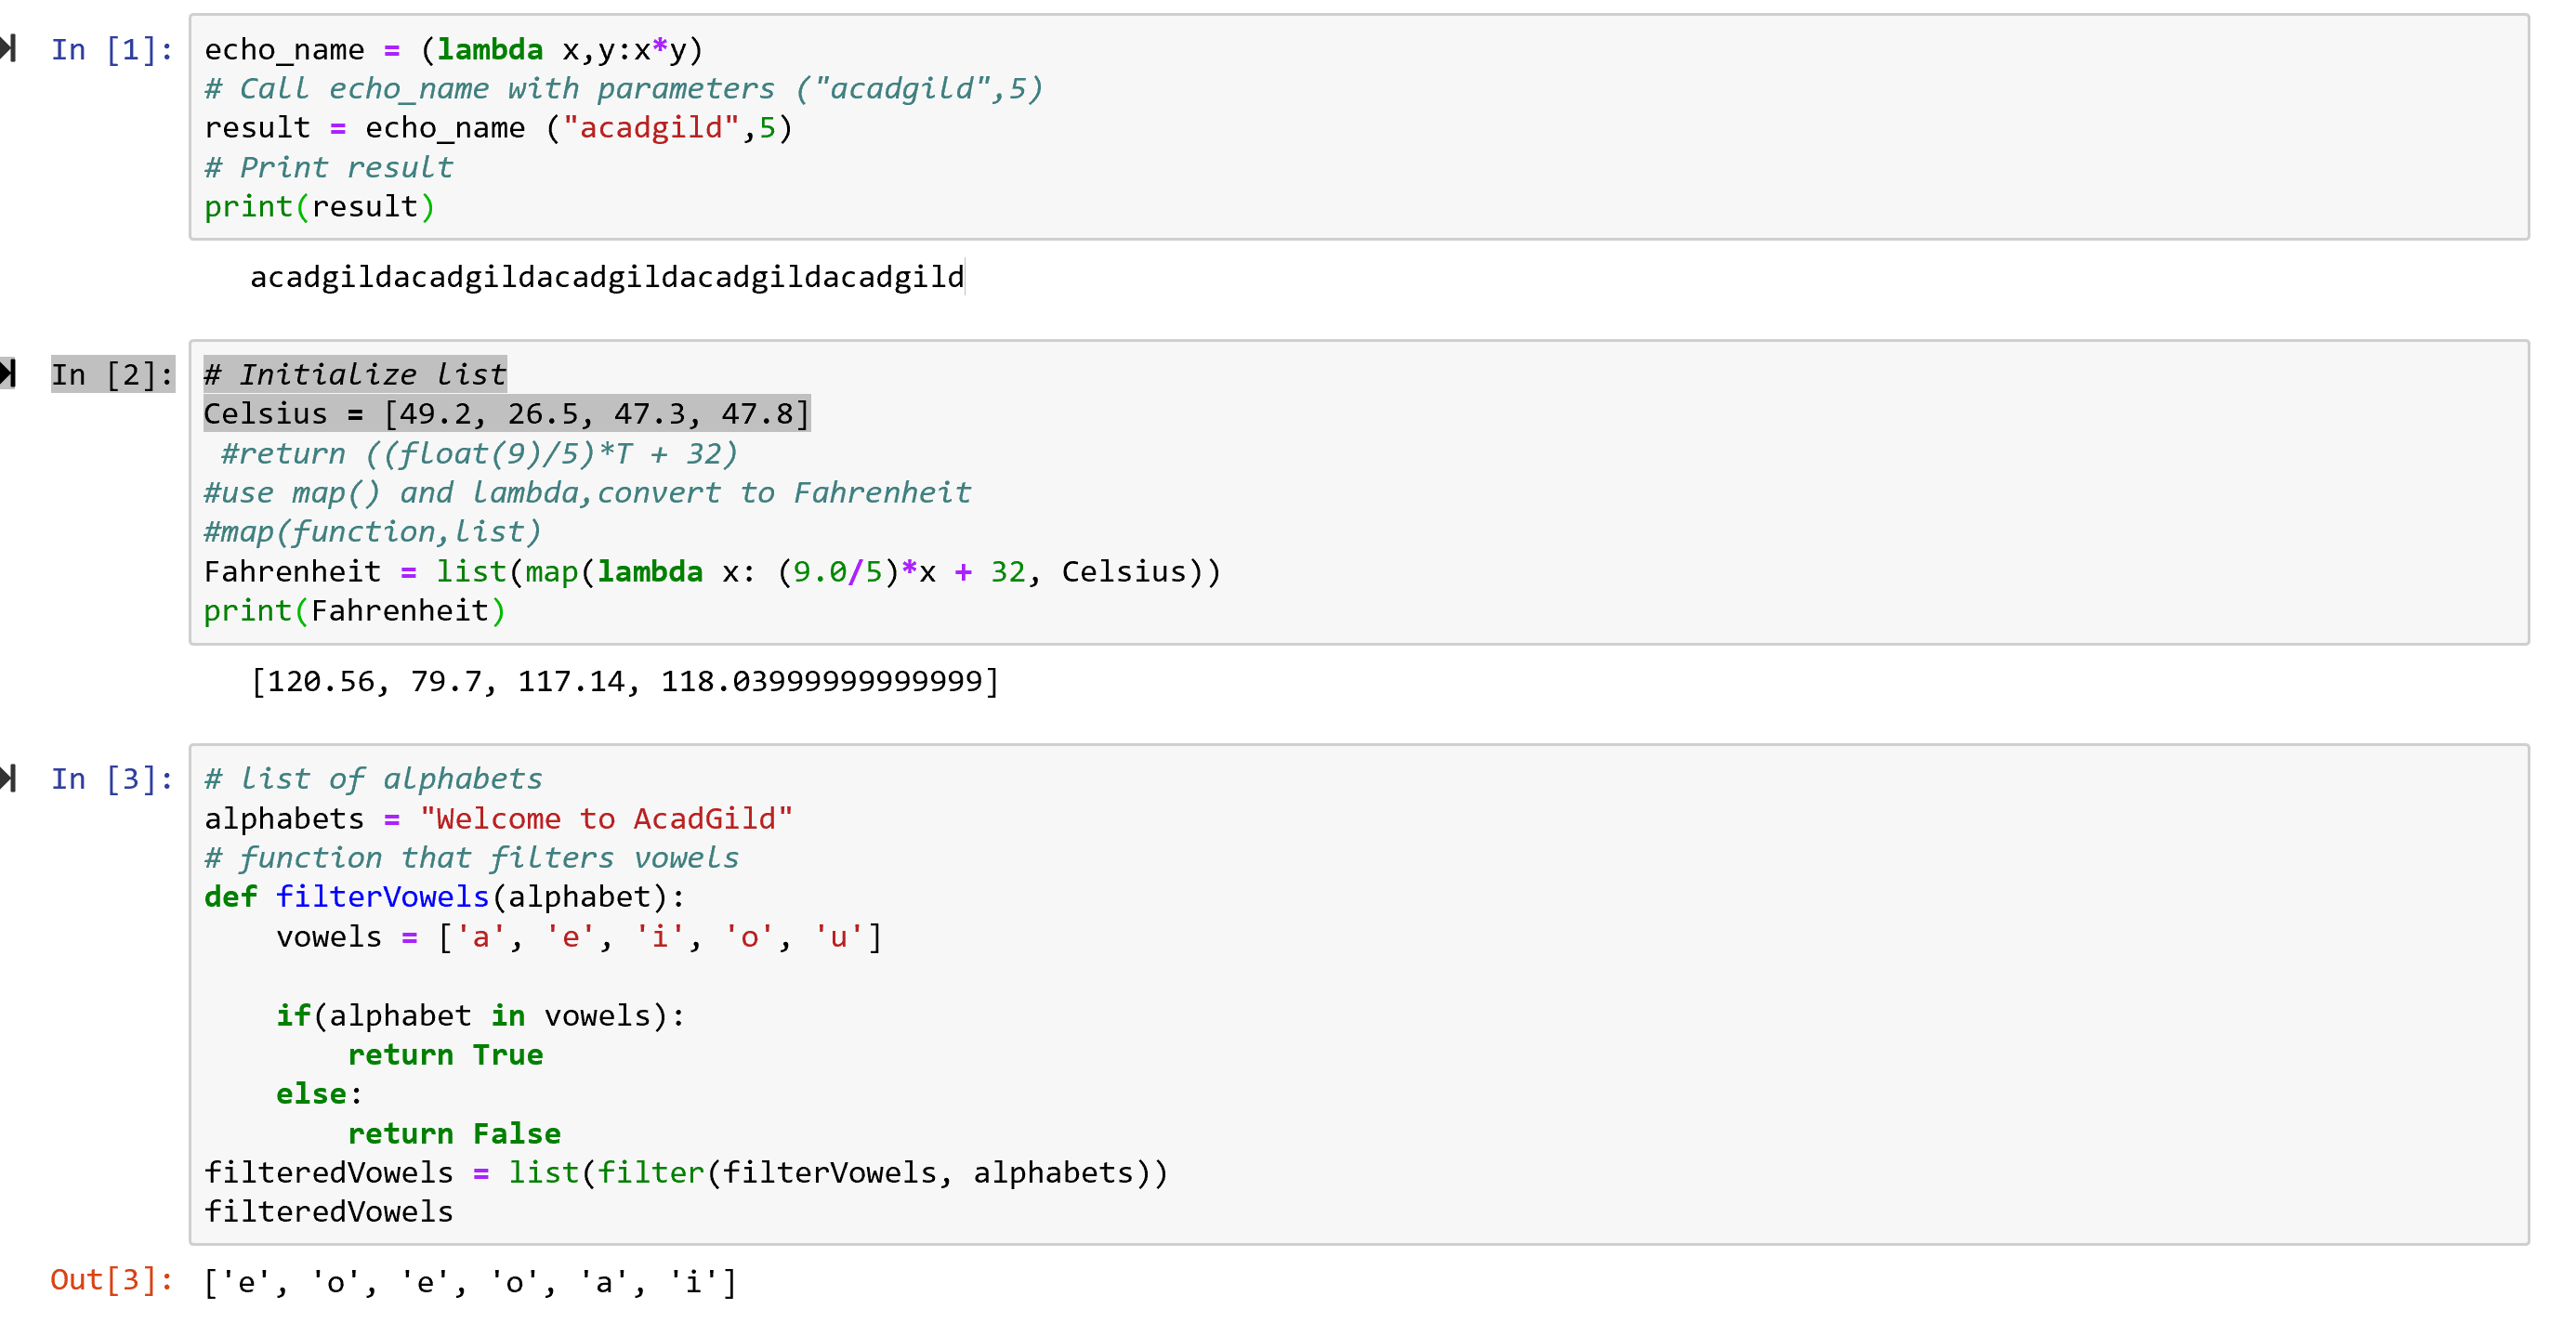 In [1]: echo_name = (lambda x,y:x*y)
# Call echo_name with parameters ("acadgild",5)
result = echo_name ("acadgild",5)
# Print result
print(result)
acadgildacadgildacadgildacadgildacadgild
In [2]: # Initialize list
Celsius = [49.2, 26.5, 47.3, 47.8]
 #return ((float(9)/5)*T + 32)
#use map() and lambda,convert to Fahrenheit
#map(function,list)
Fahrenheit = list(map(lambda x: (9.0/5)*x + 32, Celsius))
print(Fahrenheit)
[120.56, 79.7, 117.14, 118.03999999999999]
In [3]: # list of alphabets
alphabets = "Welcome to AcadGild"
# function that filters vowels
def filterVowels(alphabet):
    vowels = ['a', 'e', 'i', 'o', 'u']
    if(alphabet in vowels):
        return True
    else:
        return False
filteredVowels = list(filter(filterVowels, alphabets))
filteredVowels
Out[3]: ['e', 'o', 'e', 'o', 'a', 'i']